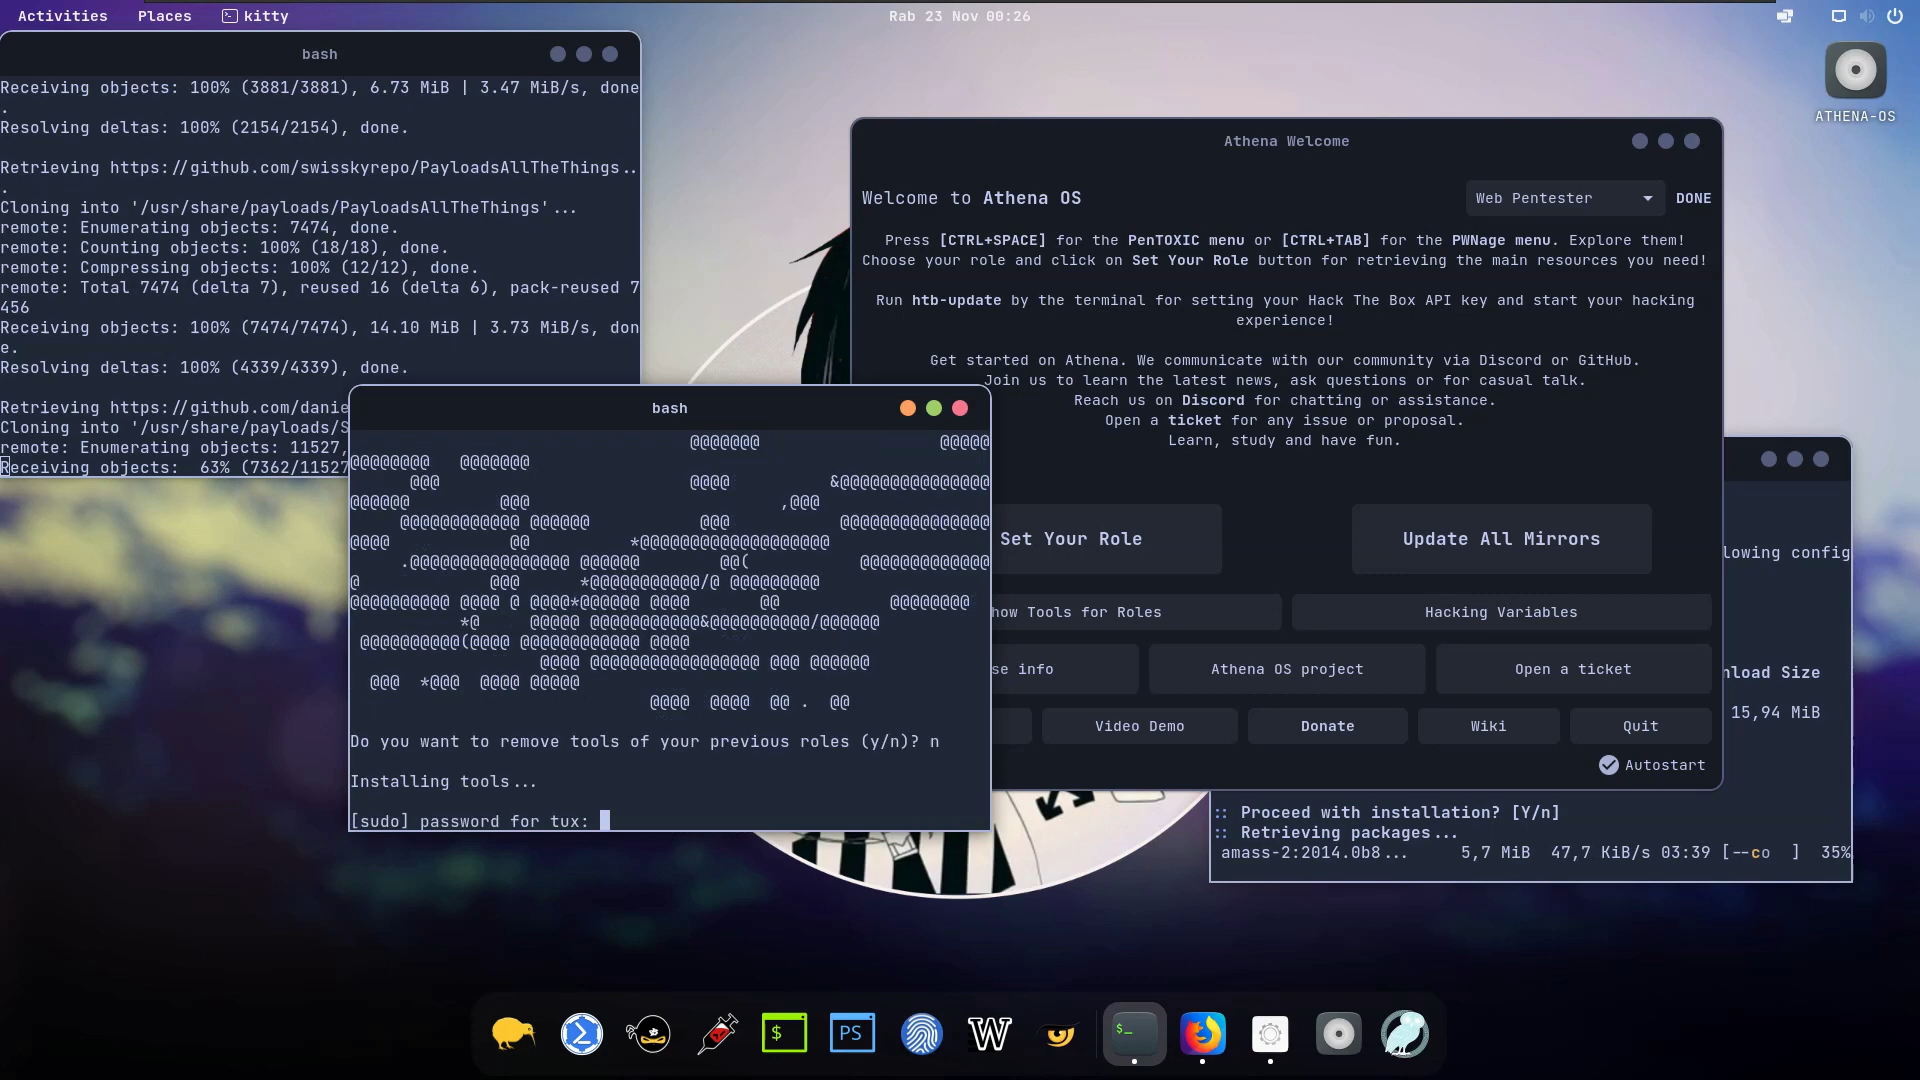 Activities Places kitty Rab 23 Nov 00:26
bash
Receiving objects: 100% (3881/3881), 6.73 MiB | 3.47 MiB/s, done
.
Resolving deltas: 100% (2154/2154), done.
Retrieving https://github.com/swisskyrepo/PayloadsAllTheThings..
.
Cloning into '/usr/share/payloads/PayloadsAllTheThings'...
remote: Enumerating objects: 7474, done.
remote: Counting objects: 100% (18/18), done.
remote: Compressing objects: 100% (12/12), done.
remote: Total 7474 (delta 7), reused 16 (delta 6), pack-reused 7
456
Receiving objects: 100% (7474/7474), 14.10 MiB | 3.73 MiB/s, don
e.
Resolving deltas: 100% (4339/4339), done.
Retrieving https://github.com/danie
Cloning into '/usr/share/payloads/S
remote: Enumerating objects: 11527,
Receiving objects: 63% (7362/11527
bash
@@@@@@@ @@@@@
@@@@@@@@ @@@@@@@
@@@ @@@@ &@@@@@@@@@@@@@@@
@@@@@@ @@@ ,@@@
@@@@@@@@@@@@ @@@@@@ @@@ @@@@@@@@@@@@@@@
@@@@ @@ *@@@@@@@@@@@@@@@@@@@
.@@@@@@@@@@@@@@@@ @@@@@@ @@( @@@@@@@@@@@@@
@ @@@ *@@@@@@@@@@@/@ @@@@@@@@@
@@@@@@@@@@ @@@@ @ @@@@*@@@@@@ @@@@ @@ @@@@@@@@
*@ @@@@@ @@@@@@@@@@@&@@@@@@@@@@/@@@@@@
@@@@@@@@@@(@@@@ @@@@@@@@@@@@ @@@@
@@@@ @@@@@@@@@@@@@@@@@ @@@ @@@@@@
@@@ *@@@ @@@@ @@@@@
@@@@ @@@@ @@ . @@
Do you want to remove tools of your previous roles (y/n)? n
Installing tools...
[sudo] password for tux:
Athena Welcome
Welcome to Athena OS
Web Pentester DONE
Press [CTRL+SPACE] for the PenTOXIC menu or [CTRL+TAB] for the PWNage menu. Explore them!
Choose your role and click on Set Your Role button for retrieving the main resources you need!
Run htb-update by the terminal for setting your Hack The Box API key and start your hacking
experience!
Get started on Athena. We communicate with our community via Discord or GitHub.
Join us to learn the latest news, ask questions or for casual talk.
Reach us on Discord for chatting or assistance.
Open a ticket for any issue or proposal.
Learn, study and have fun.
Set Your Role Update All Mirrors
how Tools for Roles Hacking Variables
se info Athena OS project Open a ticket
Video Demo Donate Wiki Quit
Autostart
lowing config
nload Size
15,94 MiB
:: Proceed with installation? [Y/n]
:: Retrieving packages...
amass-2:2014.0b8... 5,7 MiB 47,7 KiB/s 03:39 [--co ] 35%
ATHENA-OS
$ PS W $_